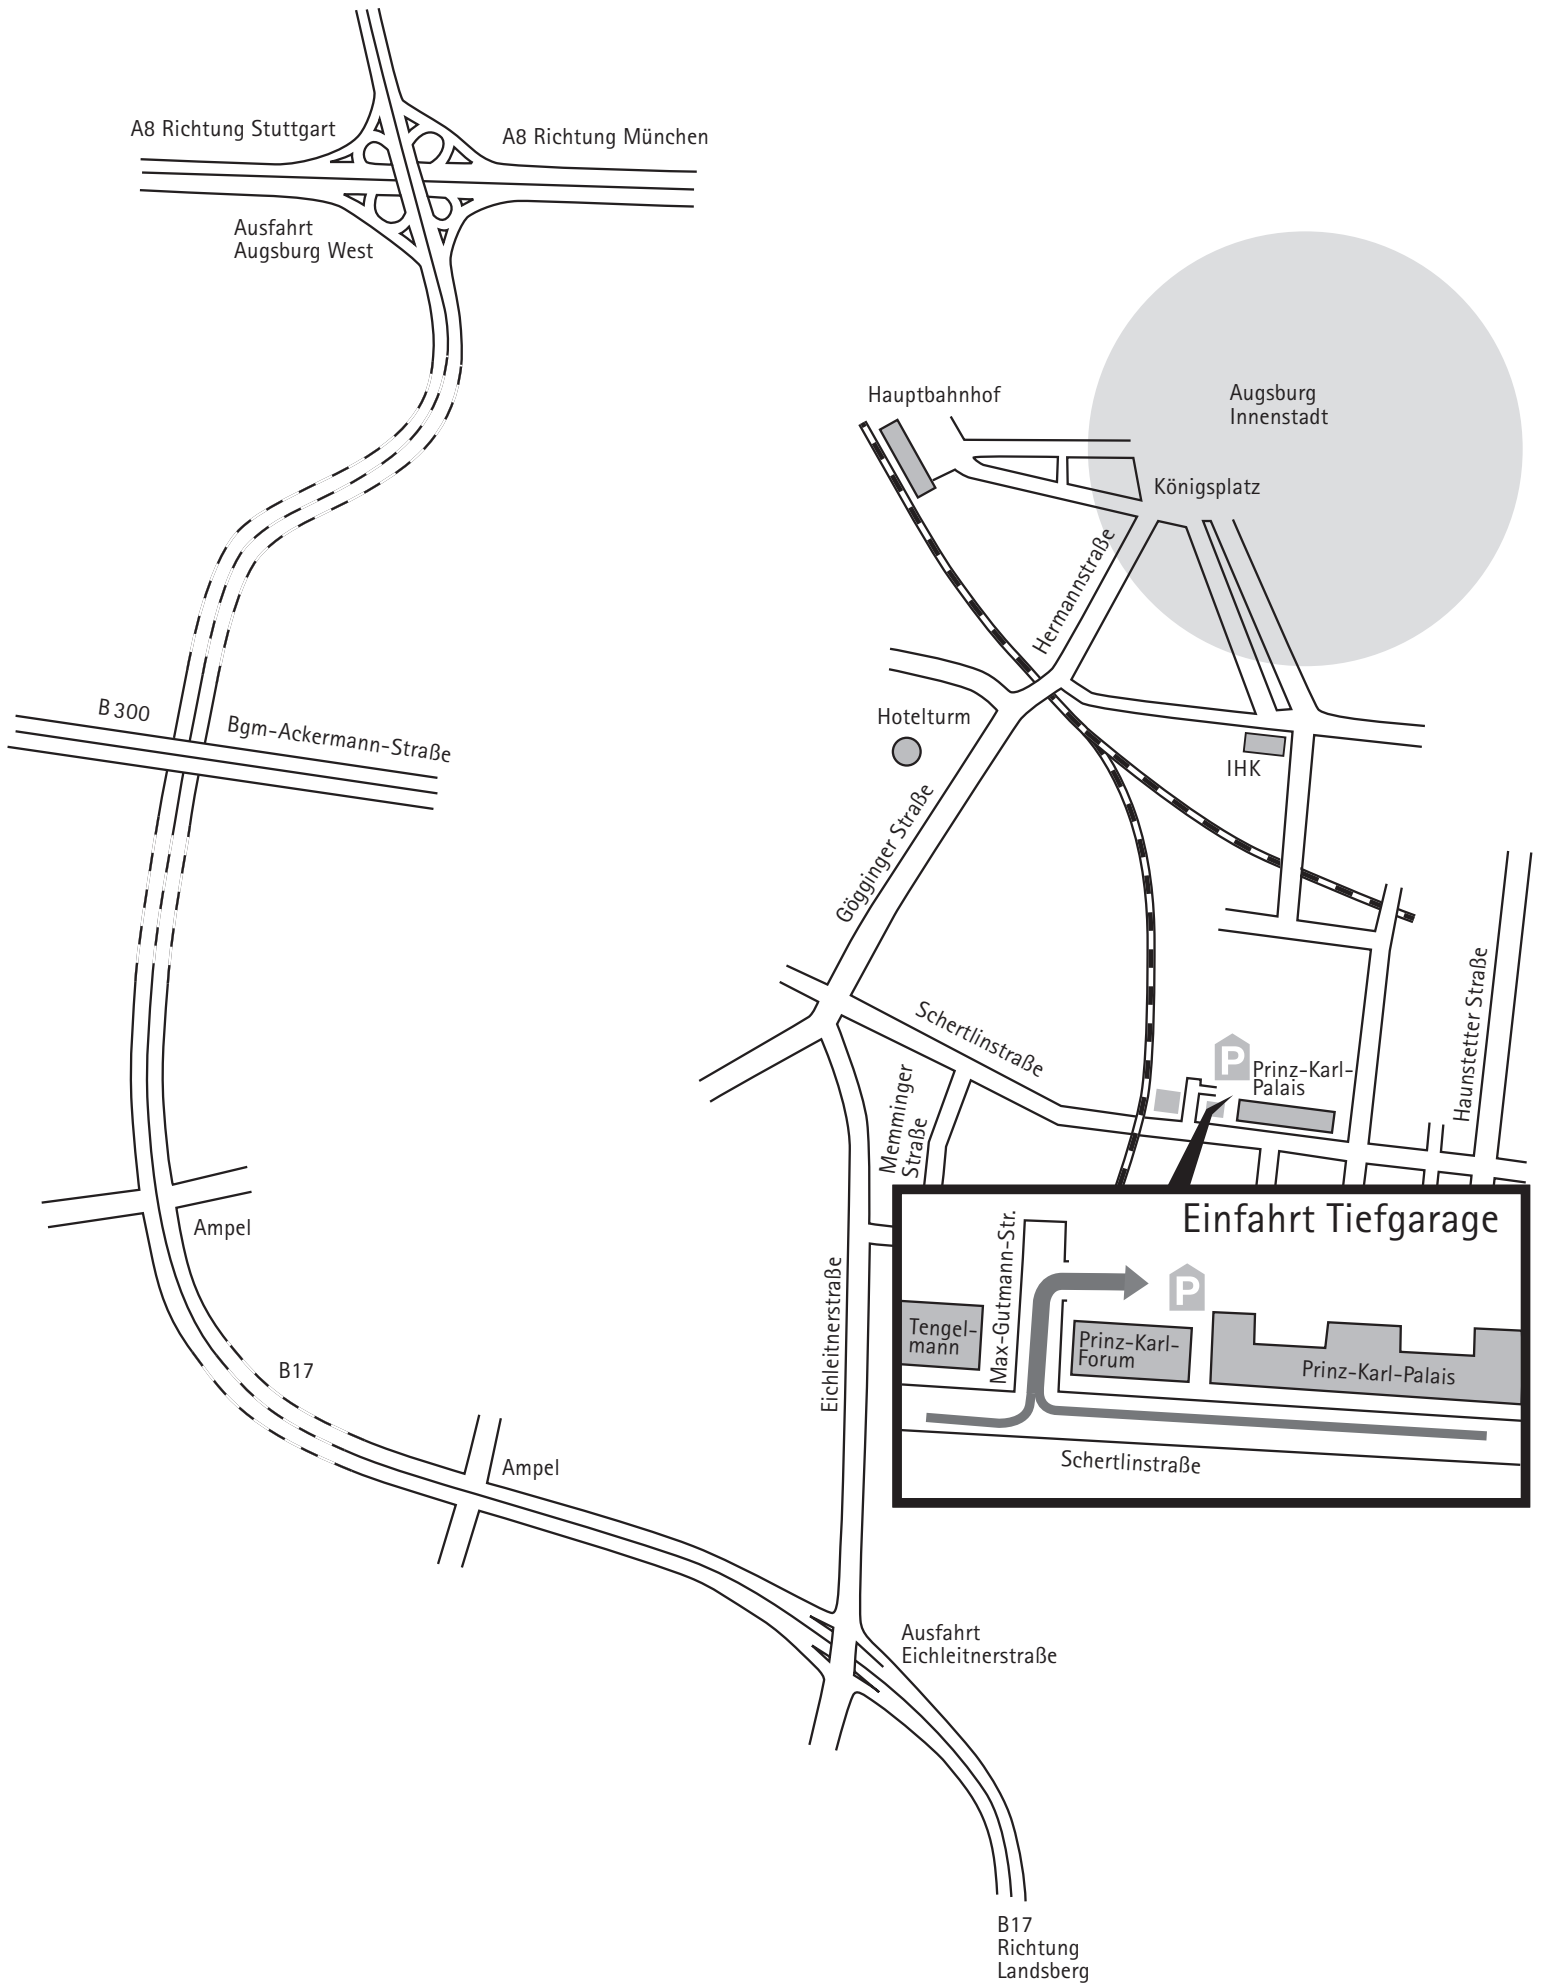 A8 Richtung Stuttgart
A8 Richtung München
Ausfahrt
Augsburg West
Hauptbahnhof
Augsburg
Innenstadt
Königsplatz
Hermannstraße
B 300
Bgm-Ackermann-Straße
Hotelturm
IHK
Gögginger Straße
Schertlinstraße
Haunstetter Straße
P
Prinz-Karl-
Palais
Memminger
Straße
Ampel
Einfahrt Tiefgarage
Max-Gutmann-Str.
P
Tengel-
mann
Prinz-Karl-
Forum
Prinz-Karl-Palais
Schertlinstraße
Eichleitnerstraße
B17
Ampel
Ausfahrt
Eichleitnerstraße
B17
Richtung
Landsberg